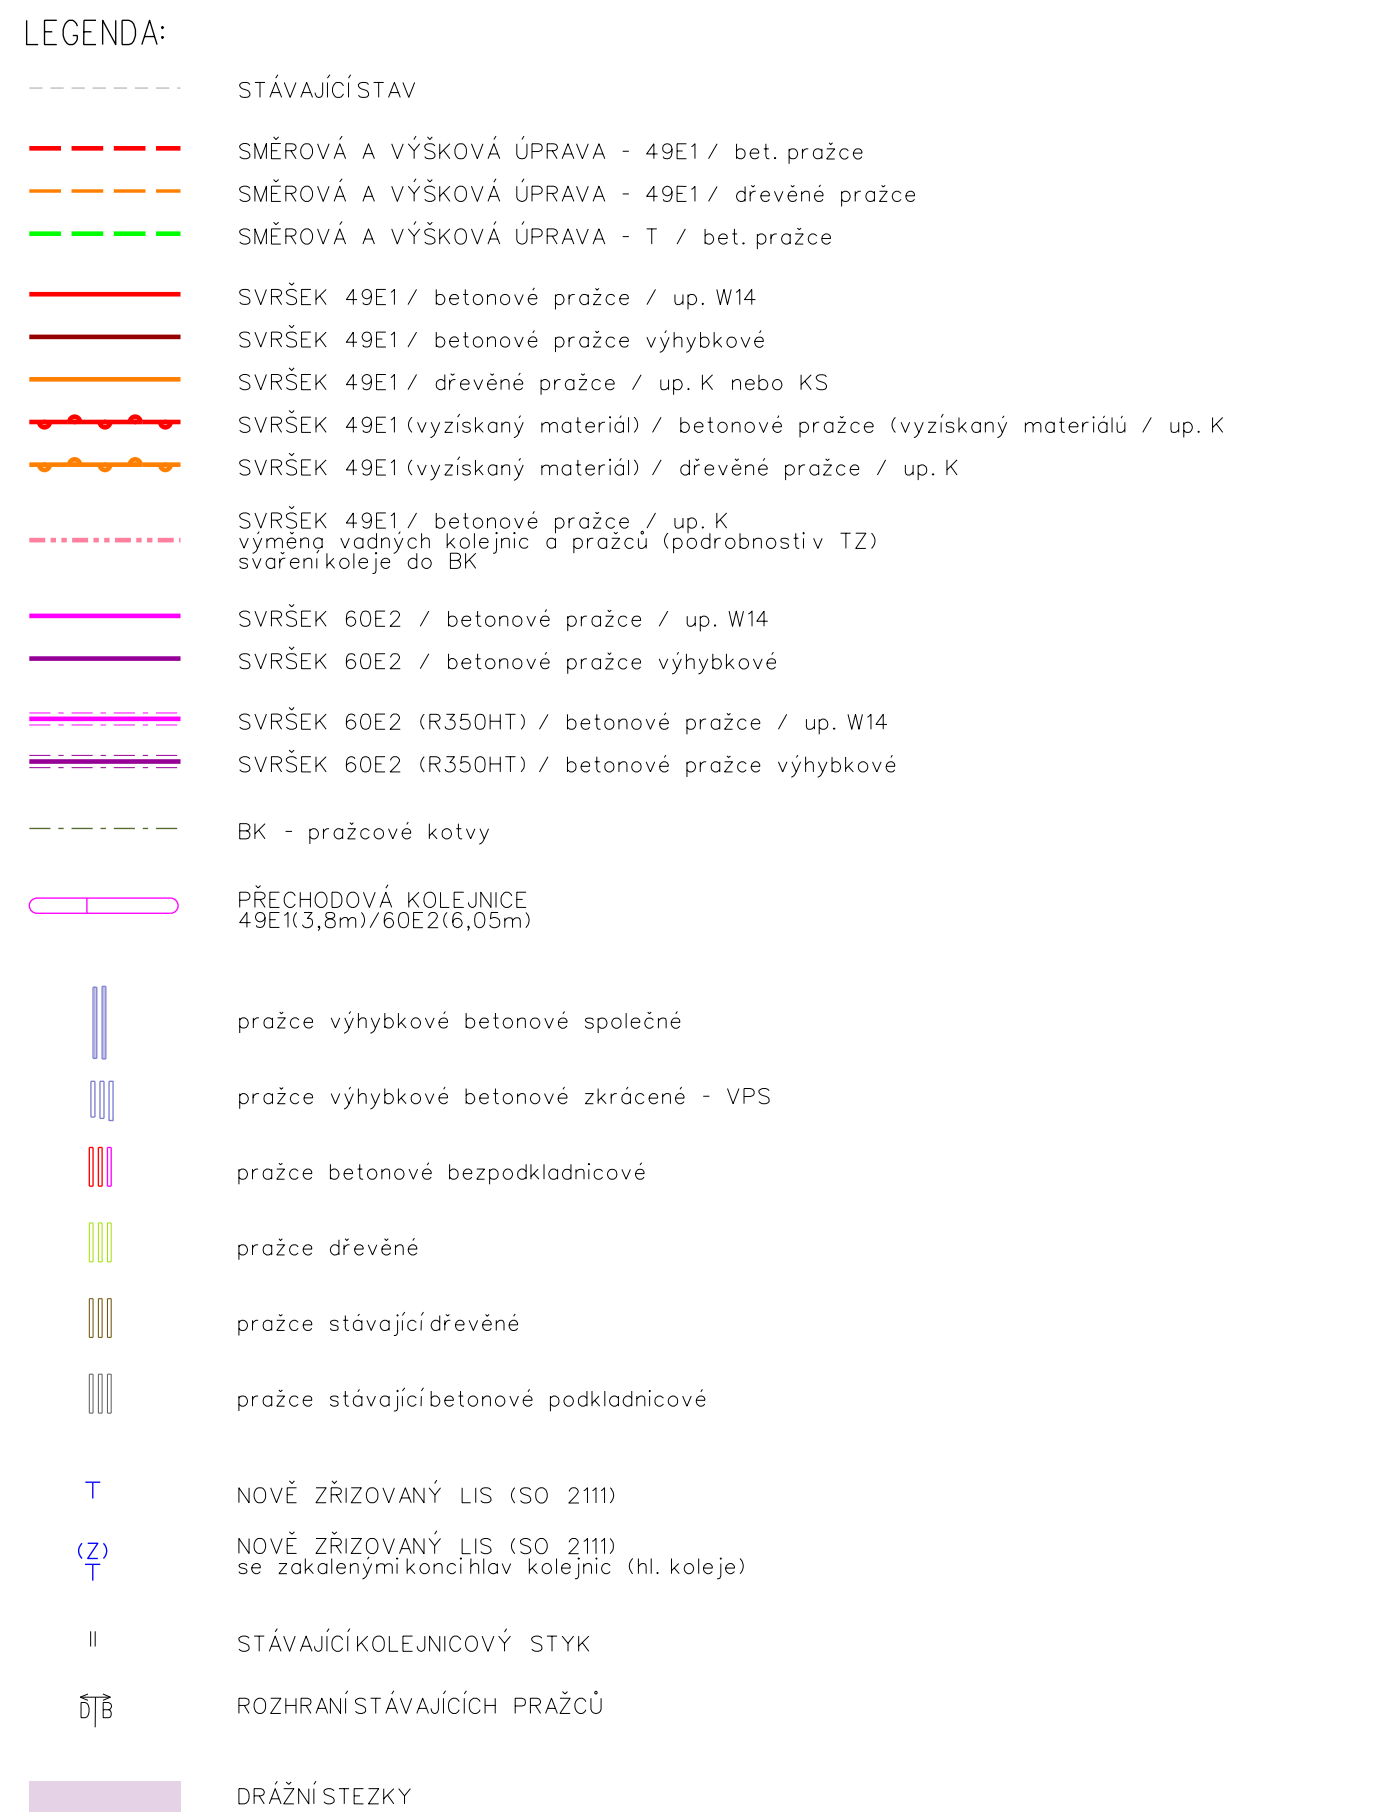 LEGENDA:
STÁVAJÍCÍ STAV
SMĚROVÁ A VÝŠKOVÁ ÚPRAVA - 49E1 / bet. pražce
SMĚROVÁ A VÝŠKOVÁ ÚPRAVA - 49E1 / dřevěné pražce
SMĚROVÁ A VÝŠKOVÁ ÚPRAVA - T / bet. pražce
SVRŠEK 49E1 / betonové pražce / up. W14
SVRŠEK 49E1 / betonové pražce výhybkové
SVRŠEK 49E1 / dřevěné pražce / up. K nebo KS
SVRŠEK 49E1 (vyzískaný materiál) / betonové pražce (vyzískaný materiálú / up. K
SVRŠEK 49E1 (vyzískaný materiál) / dřevěné pražce / up. K
SVRŠEK 49E1 / betonové pražce / up. K
výměna vadných kolejnic a pražců (podrobnosti v TZ)
svaření koleje do BK
SVRŠEK 60E2 / betonové pražce / up. W14
SVRŠEK 60E2 / betonové pražce výhybkové
SVRŠEK 60E2 (R350HT) / betonové pražce / up. W14
SVRŠEK 60E2 (R350HT) / betonové pražce výhybkové
BK - pražcové kotvy
PŘECHODOVÁ KOLEJNICE
49E1(3,8m)/60E2(6,05m)
pražce výhybkové betonové společné
pražce výhybkové betonové zkrácené - VPS
pražce betonové bezpodkladnicové
pražce dřevěné
pražce stávající dřevěné
pražce stávající betonové podkladnicové
NOVĚ ZŘIZOVANÝ LIS (SO 2111)
(Z)
NOVĚ ZŘIZOVANÝ LIS (SO 2111)
se zakalenými konci hlav kolejnic (hl. koleje)
STÁVAJÍCÍ KOLEJNICOVÝ STYK
D B
ROZHRANÍ STÁVAJÍCÍCH PRAŽCŮ
DRÁŽNÍ STEZKY